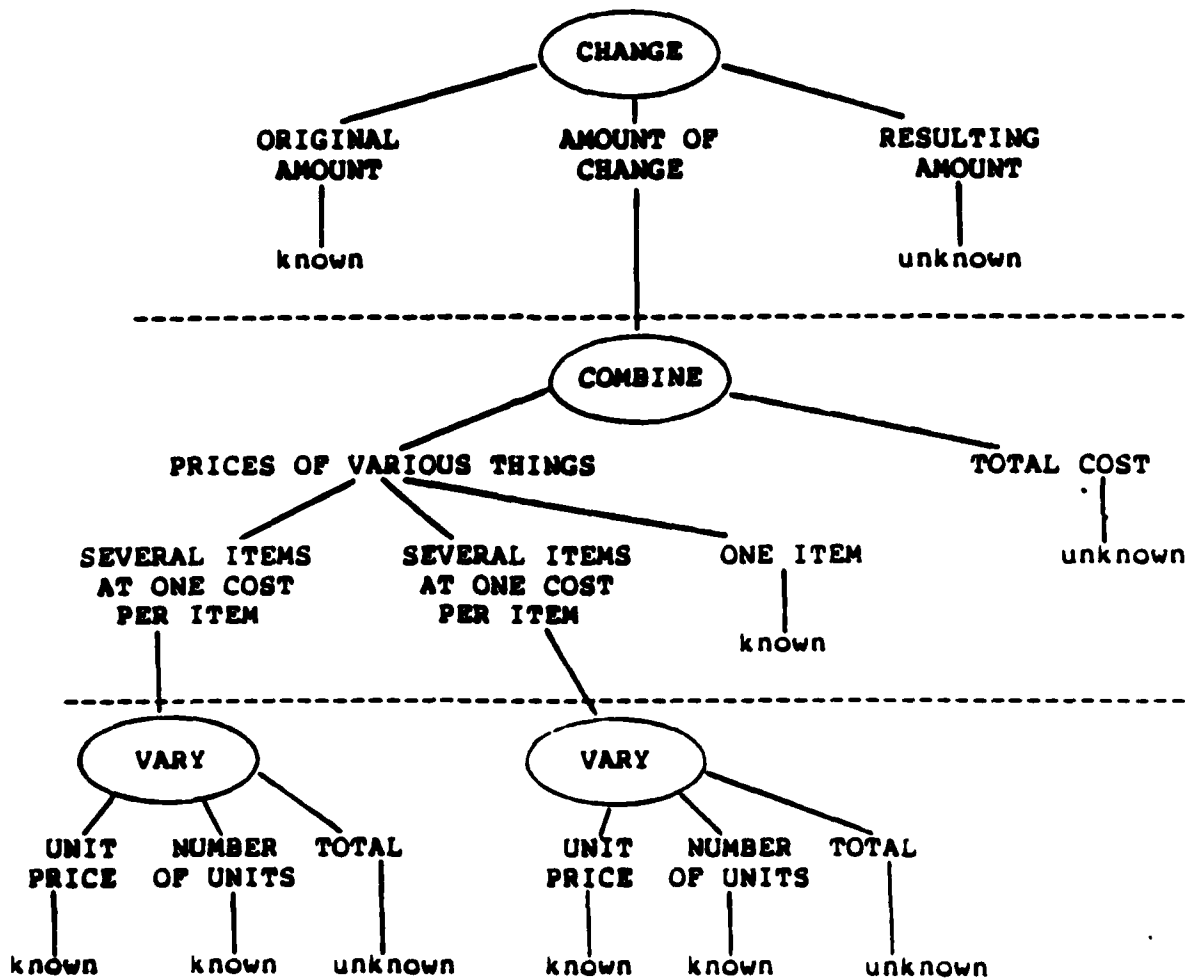 CHANGE
ORIGINAL AMOUNT OF RESULTING
AMOUNT CHANGE AMOUNT
known unknown
COMBINE
PRICES OF VARIOUS THINGS TOTAL COST
SEVERAL ITEMS SEVERAL ITEMS ONE ITEM unknown
AT ONE COST AT ONE COST
PER ITEM PER ITEM
known
VARY VARY
UNIT NUMBER TOTAL UNIT NUMBER TOTAL
PRICE OF UNITS PRICE OF UNITS
known known unknown known known unknown